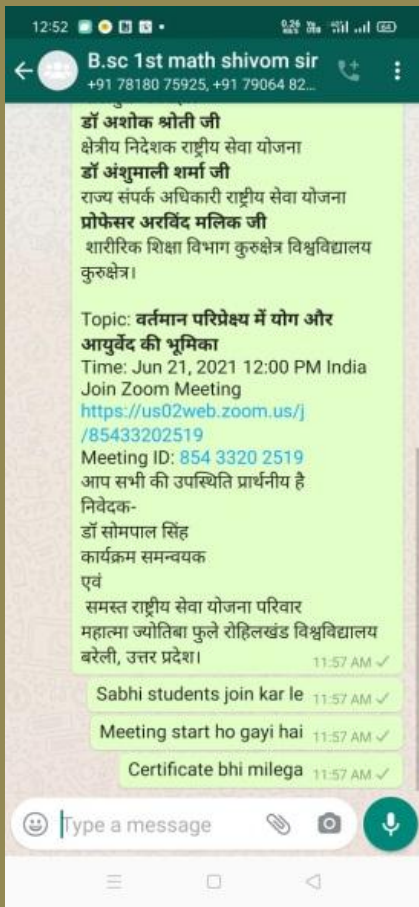 12:52
B.sc 1st math shivom sir
+91 78180 75925, +91 79064 82...
डॉ अशोक श्रोती जी
क्षेत्रीय निदेशक राष्ट्रीय सेवा योजना
डॉ अंशुमाली शर्मा जी
राज्य संपर्क अधिकारी राष्ट्रीय सेवा योजना
प्रोफेसर अरविंद मलिक जी
शारीरिक शिक्षा विभाग कुरुक्षेत्र विश्वविद्यालय
कुरुक्षेत्र।
Topic: वर्तमान परिप्रेक्ष्य में योग और
आयुर्वेद की भूमिका
Time: Jun 21, 2021 12:00 PM India
Join Zoom Meeting
https://us02web.zoom.us/j
/85433202519
Meeting ID: 854 3320 2519
आप सभी की उपस्थिति प्रार्थनीय है
निवेदक-
डॉ सोमपाल सिंह
कार्यक्रम समन्वयक
एवं
समस्त राष्ट्रीय सेवा योजना परिवार
महात्मा ज्योतिबा फुले रोहिलखंड विश्वविद्यालय
बरेली, उत्तर प्रदेश।
11:57 AM
Sabhi students join kar le 11:57 AM
Meeting start ho gayi hai 11:57 AM
Certificate bhi milega 11:57 AM
Type a message